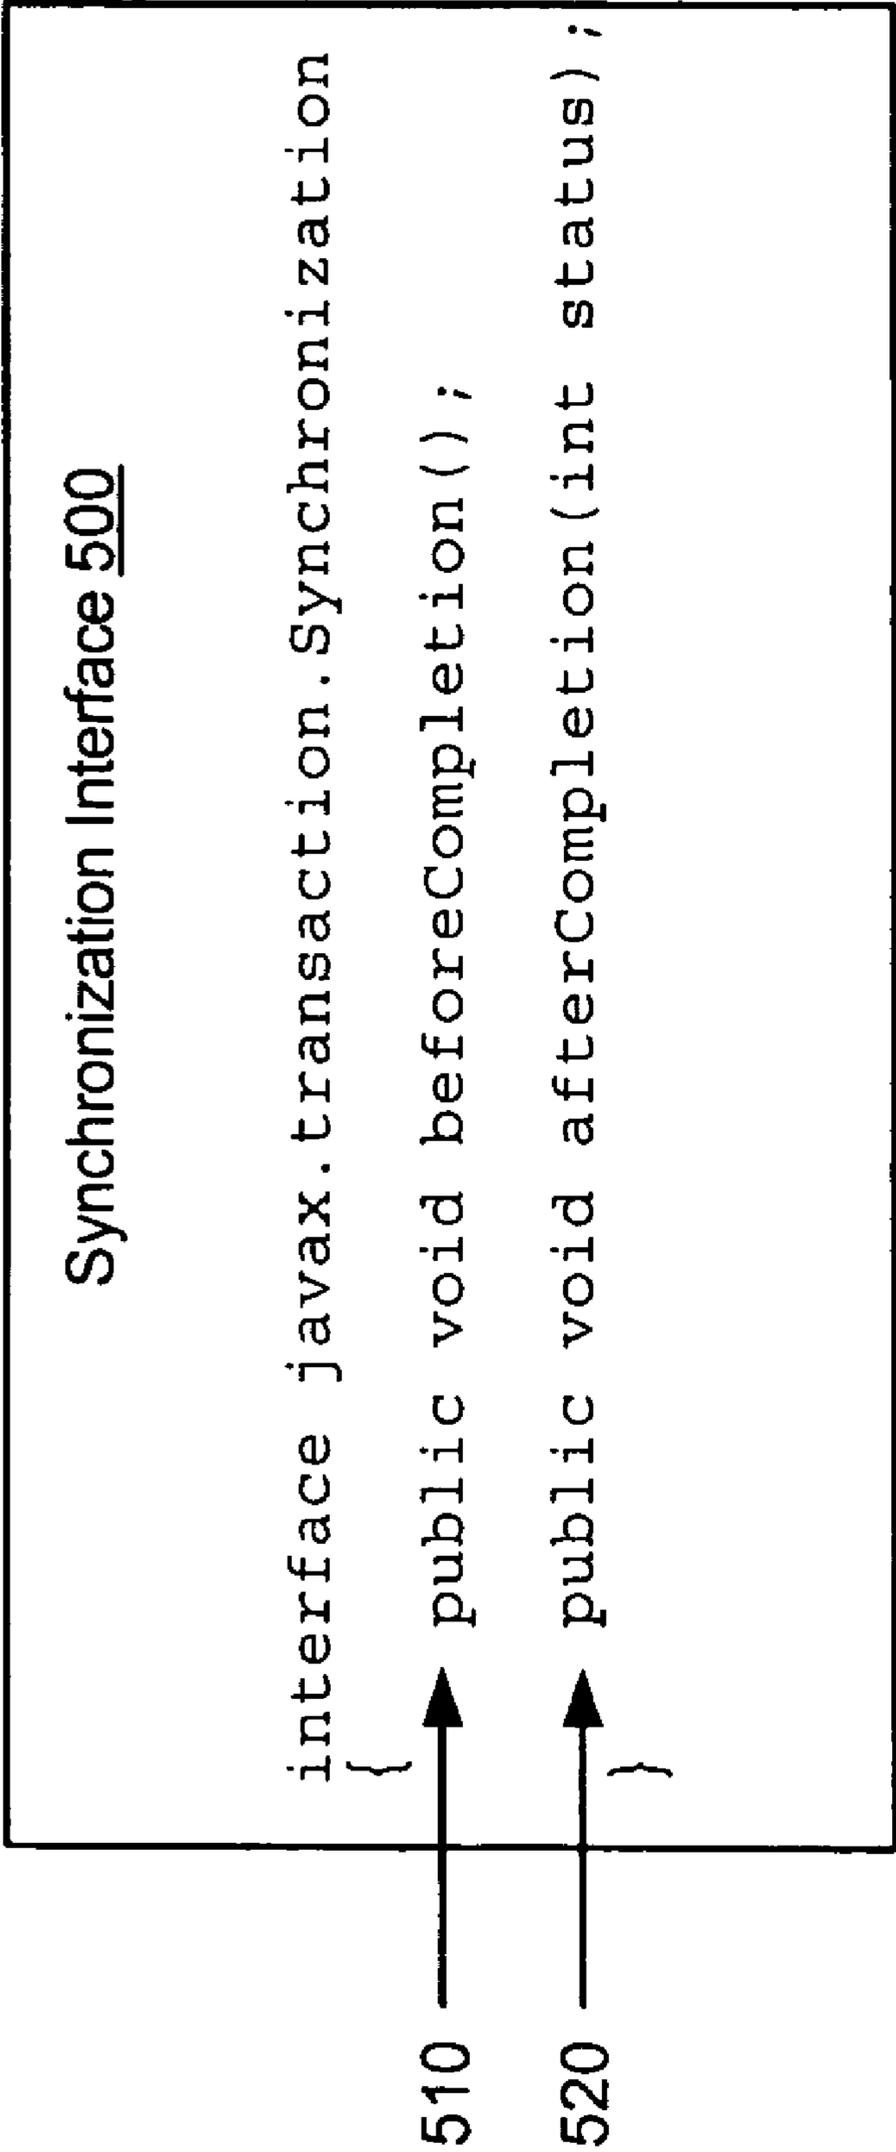 Synchronization Interface 500
interface javax.transaction.Synchronization
{
510 public void beforeCompletion();
520 public void afterCompletion(int status);
}